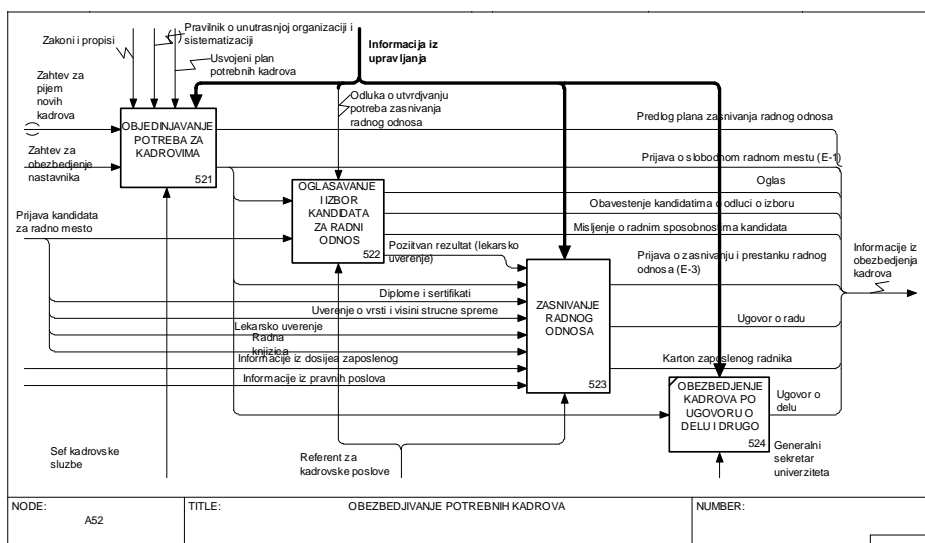 Pravilnik o unutrasnjoj organizaciji i
sistematizaciji
Zakoni i propisi
Usvojeni plan
potrebnih kadrova
Informacija iz
upravljanja
Zahtev za
pijem
novih
kadrova
Odluka o utvrdjvanju
potreba zasnivanja
radnog odnosa
OBJEDINJAVANJE
POTREBA ZA
KADROVIMA
521
Predlog plana zasnivanja radnog odnosa
Zahtev za
obezbedjenje
nastavnika
Prijava o slobodnom radnom mestu (E-1)
OGLASAVANJE
I IZBOR
KANDIDATA
ZA RADNI
ODNOS
522
Oglas
Obavestenje kandidatima o odluci o izboru
Prijava kandidata
za radno mesto
Misljenje o radnim sposobnostima kandidata
Poziitvan rezultat (lekarsko
uverenje)
Prijava o zasnivanju i prestanku radnog
odnosa (E-3)
Informacije iz
obezbedjenja
kadrova
Diplome i sertifikati
ZASNIVANJE
RADNOG
ODNOSA
523
Uverenje o vrsti i visini strucne spreme
Ugovor o radu
Lekarsko uverenje
Radna
knjizica
Informacije iz dosijea zaposlenog
Karton zaposlenog radnika
Informacije iz pravnih poslova
OBEZBEDJENJE
KADROVA PO
UGOVORU O
DELU I DRUGO
524
Ugovor o
delu
Sef kadrovske
sluzbe
Referent za
kadrovske poslove
Generalni
sekretar
univerziteta
NODE:
A52
TITLE:
OBEZBEDJIVANJE POTREBNIH KADROVA
NUMBER: